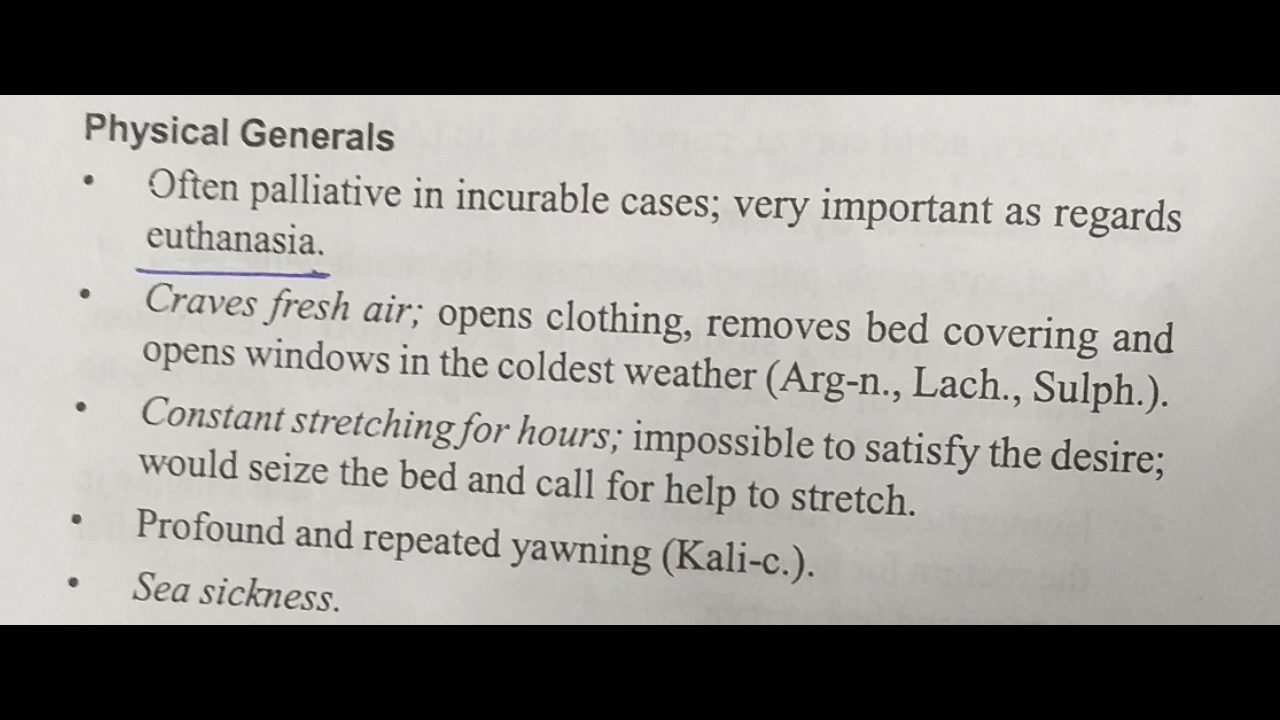 Physical Generals
• Often palliative in incurable cases; very important as regards
euthanasia.
• Craves fresh air; opens clothing, removes bed covering and
opens windows in the coldest weather (Arg-n., Lach., Sulph.).
• Constant stretching for hours; impossible to satisfy the desire;
would seize the bed and call for help to stretch.
• Profound and repeated yawning (Kali-c.).
• Sea sickness.